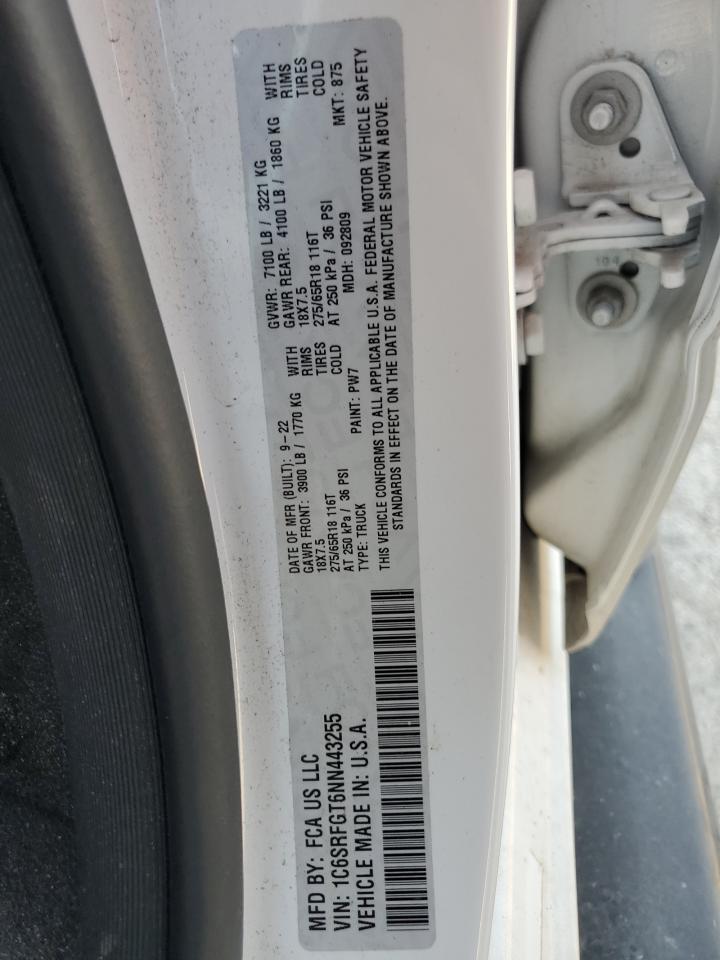 MFD BY: FCA US LLC
VIN: 1C6SRFGT6NN443255
VEHICLE MADE IN: U.S.A.
DATE OF MFR (BUILT): 9-22
GAWR FRONT: 3900 LB / 1770 KG WITH
18X7.5 RIMS
275/65R18 116T TIRES
AT 250 kPa / 36 PSI COLD
TYPE: TRUCK PAINT: PW7
GVWR: 7100 LB / 3221 KG
GAWR REAR: 4100 LB / 1860 KG WITH
18X7.5 RIMS
275/65R18 116T TIRES
AT 250 kPa / 36 PSI COLD
MDH: 092809 MKT: 875
THIS VEHICLE CONFORMS TO ALL APPLICABLE U.S.A. FEDERAL MOTOR VEHICLE SAFETY
STANDARDS IN EFFECT ON THE DATE OF MANUFACTURE SHOWN ABOVE.